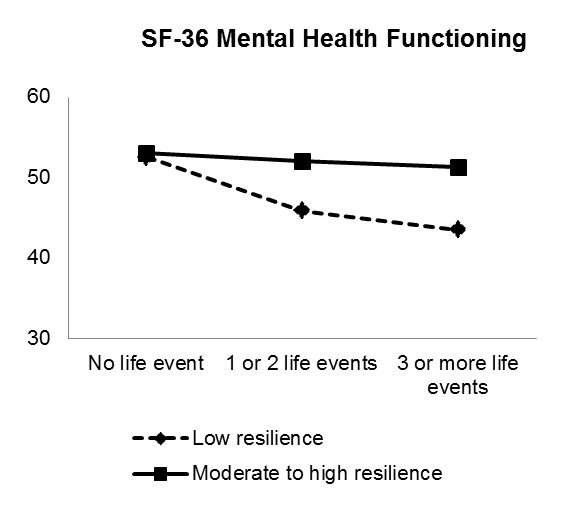 SF-36 Mental Health Functioning
60
50
40
30
No life event 1 or 2 life events 3 or more life
events
Low resilience
Moderate to high resilience